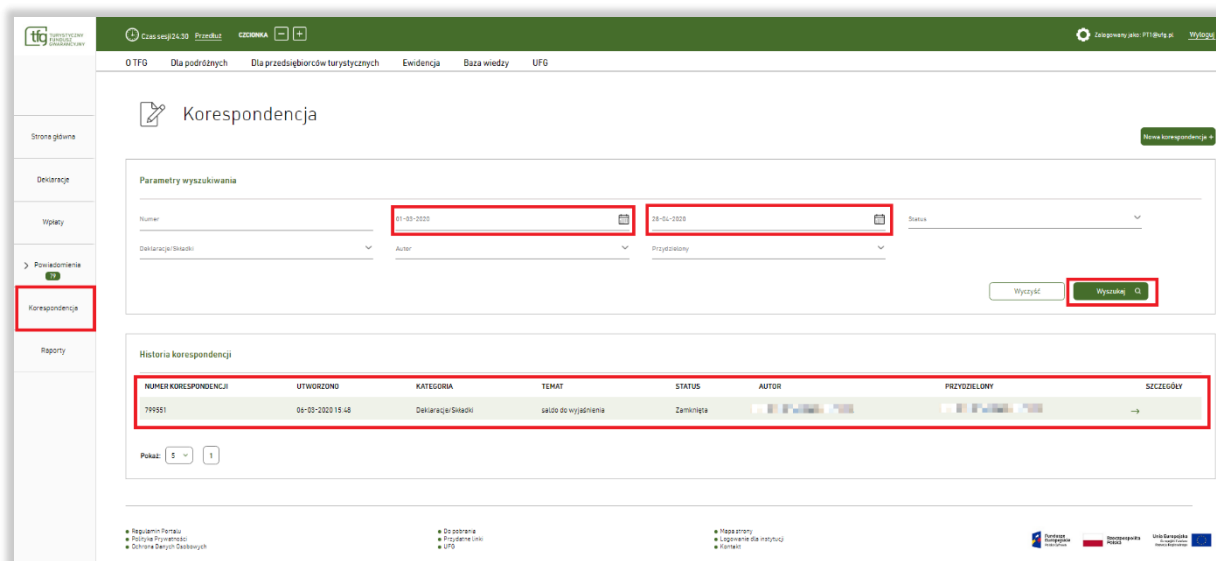 tfg TURYSTYCZNY FUNDUSZ GWARANCYJNY
Czas sesji 24:30 Przedłuż CZCIONKA
Zalogowany jako: PT1@ufg.pl Wyloguj
O TFG Dla podróżnych Dla przedsiębiorców turystycznych Ewidencja Baza wiedzy UFG
Korespondencja
Nowa korespondencja +
Strona główna
Deklaracje
Wpłaty
Powiadomienia
79
Korespondencja
Raporty
Parametry wyszukiwania
Numer 01-03-2020 28-04-2020 Status
Deklaracje/Składki Autor Przydzielony
Wyczyść Wyszukaj
Historia korespondencji
NUMER KORESPONDENCJI UTWORZONO KATEGORIA TEMAT STATUS AUTOR PRZYDZIELONY SZCZEGÓŁY
799551 06-03-2020 15:48 Deklaracje/Składki saldo do wyjaśnienia Zamknięta →
Pokaż: 5 1
Regulamin Portalu Do pobrania Mapa strony
Polityka Prywatności Przydatne linki Logowanie dla instytucji
Ochrona Danych Osobowych UFG Kontakt
Fundusze Europejskie Rzeczpospolita Polska Unia Europejska